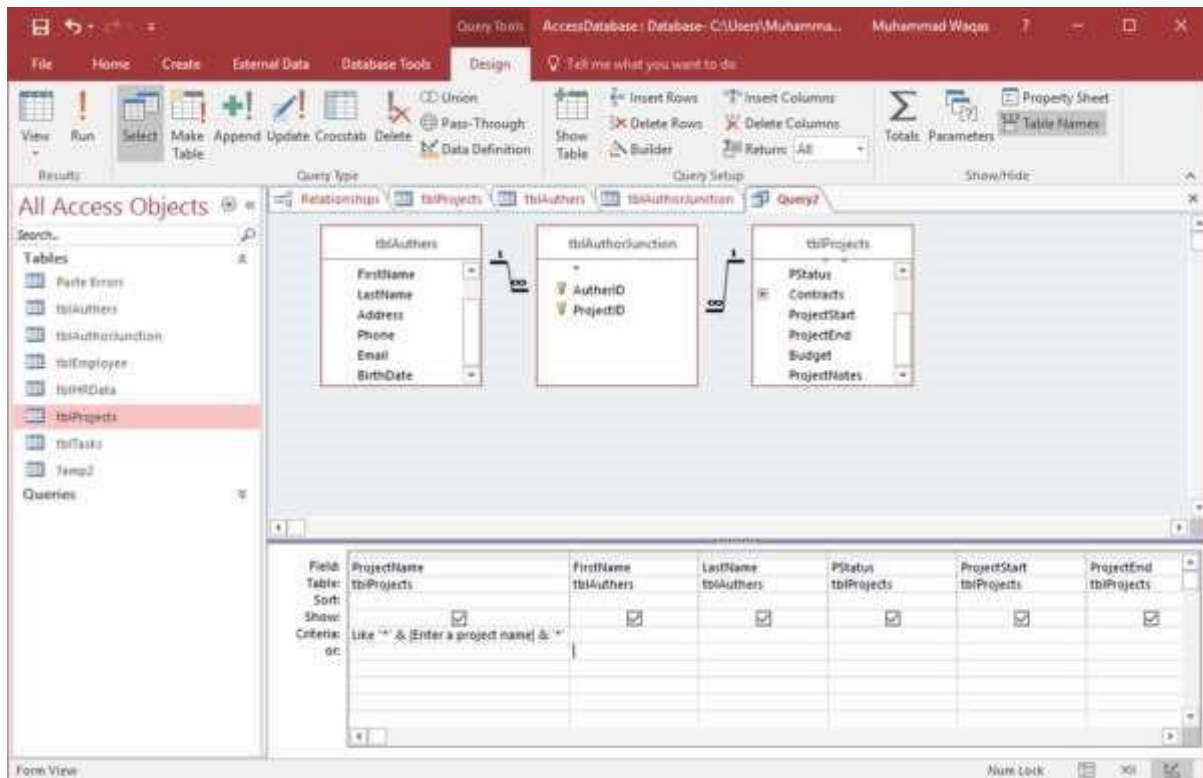 Query Tools AccessDatabase : Database- C:\Users\Muhamma... Muhammad Waqas ?
File Home Create External Data Database Tools Design Tell me what you want to do
View Run Select Make Table Append Update Crosstab Delete
Union
Pass-Through
Data Definition
Show Table
Insert Rows
Delete Rows
Builder
Insert Columns
Delete Columns
Return: All
Totals Parameters
Property Sheet
Table Names
Results Query Type Query Setup Show/Hide
All Access Objects
Search...
Tables
Paste Errors
tblAuthers
tblAuthorJunction
tblEmployee
tblHRData
tblProjects
tblTasks
Temp2
Queries
Relationships tblProjects tblAuthers tblAuthorJunction Query2
tblAuthers
FirstName
LastName
Address
Phone
Email
BirthDate
1 ∞
tblAuthorJunction
*
AutherID
ProjectID
1 ∞
tblProjects
PStatus
Contracts
ProjectStart
ProjectEnd
Budget
ProjectNotes
Field: ProjectName FirstName LastName PStatus ProjectStart ProjectEnd
Table: tblProjects tblAuthers tblAuthers tblProjects tblProjects tblProjects
Sort:
Show:
Criteria: Like "*" & [Enter a project name] & "*"
or:
Form View Num Lock SQL